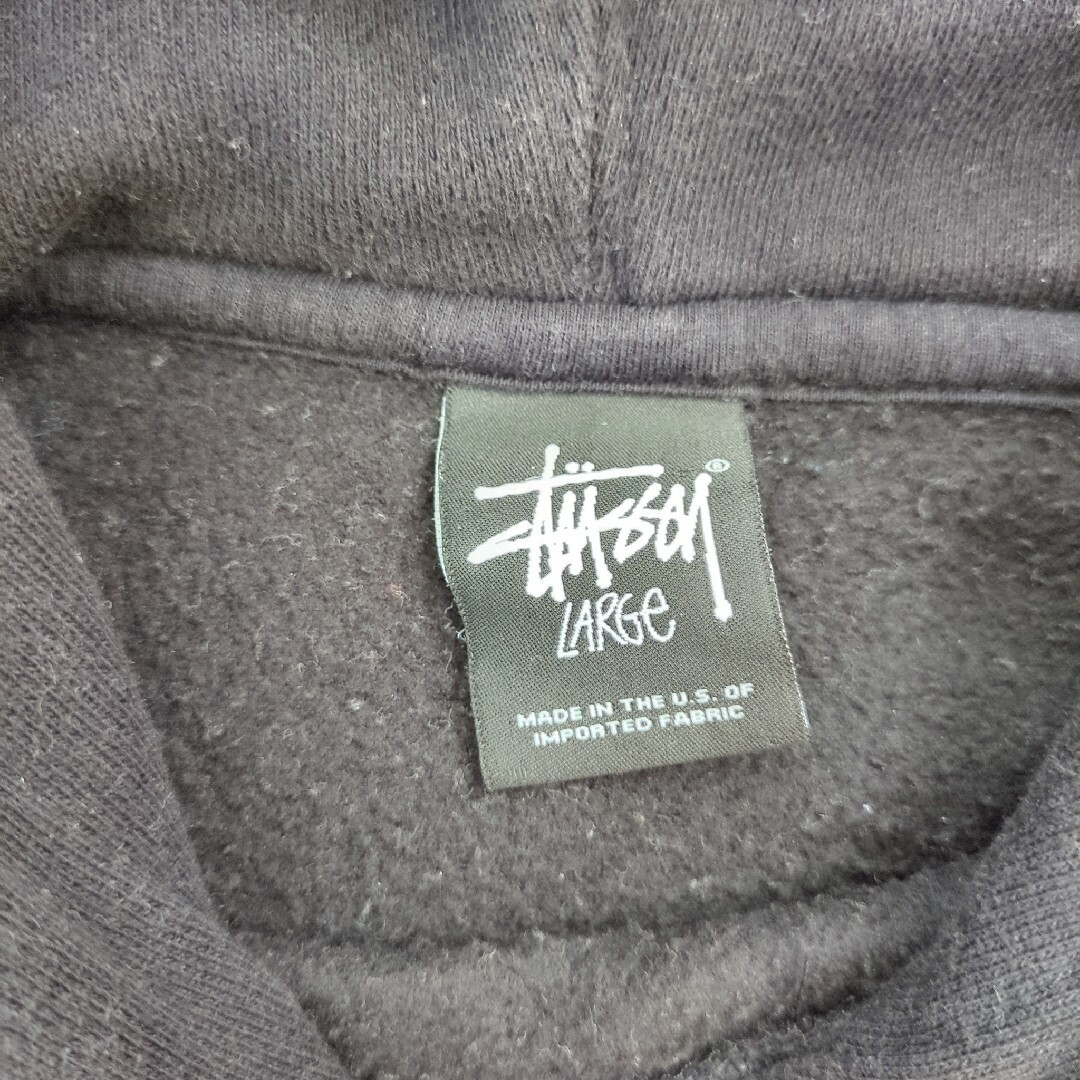 Stüssy ®
LARGe
MADE IN THE U.S. OF
IMPORTED FABRIC